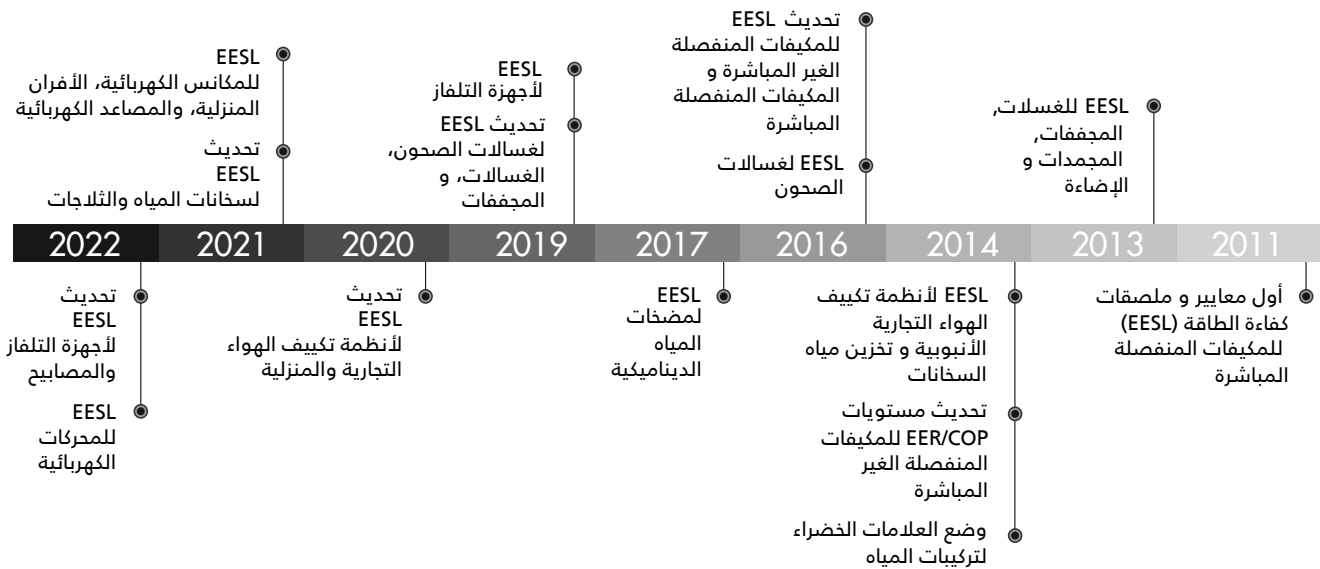 تحديث EESL
للمكيفات المنفصلة
الغير المباشرة و
المكيفات المنفصلة
المباشرة
EESL لغسالات
الصحون
EESL
للمكانس الكهربائية، الأفران
المنزلية، والمصاعد الكهربائية
تحديث
EESL
لسخانات المياه والثلاجات
EESL
لأجهزة التلفاز
تحديث EESL
لغسالات الصحون،
الغسالات، و
المجففات
EESL للغسلات,
المجففات,
المجمدات و
الإضاءة
2022 2021 2020 2019 2017 2016 2014 2013 2011
أول معايير و ملصقات
كفاءة الطاقة (EESL)
للمكيفات المنفصلة
المباشرة
EESL لأنظمة تكييف
الهواء التجارية
الأنبوبية و تخزين مياه
السخانات
تحديث مستويات
EER/COP للمكيفات
المنفصلة الغير
المباشرة
وضع العلامات الخضراء
لتركيبات المياه
EESL
لمضخات
المياه
الديناميكية
تحديث
EESL
لأنظمة تكييف الهواء
التجارية والمنزلية
تحديث
EESL
لأجهزة التلفاز
والمصابيح
EESL
للمحركات
الكهربائية